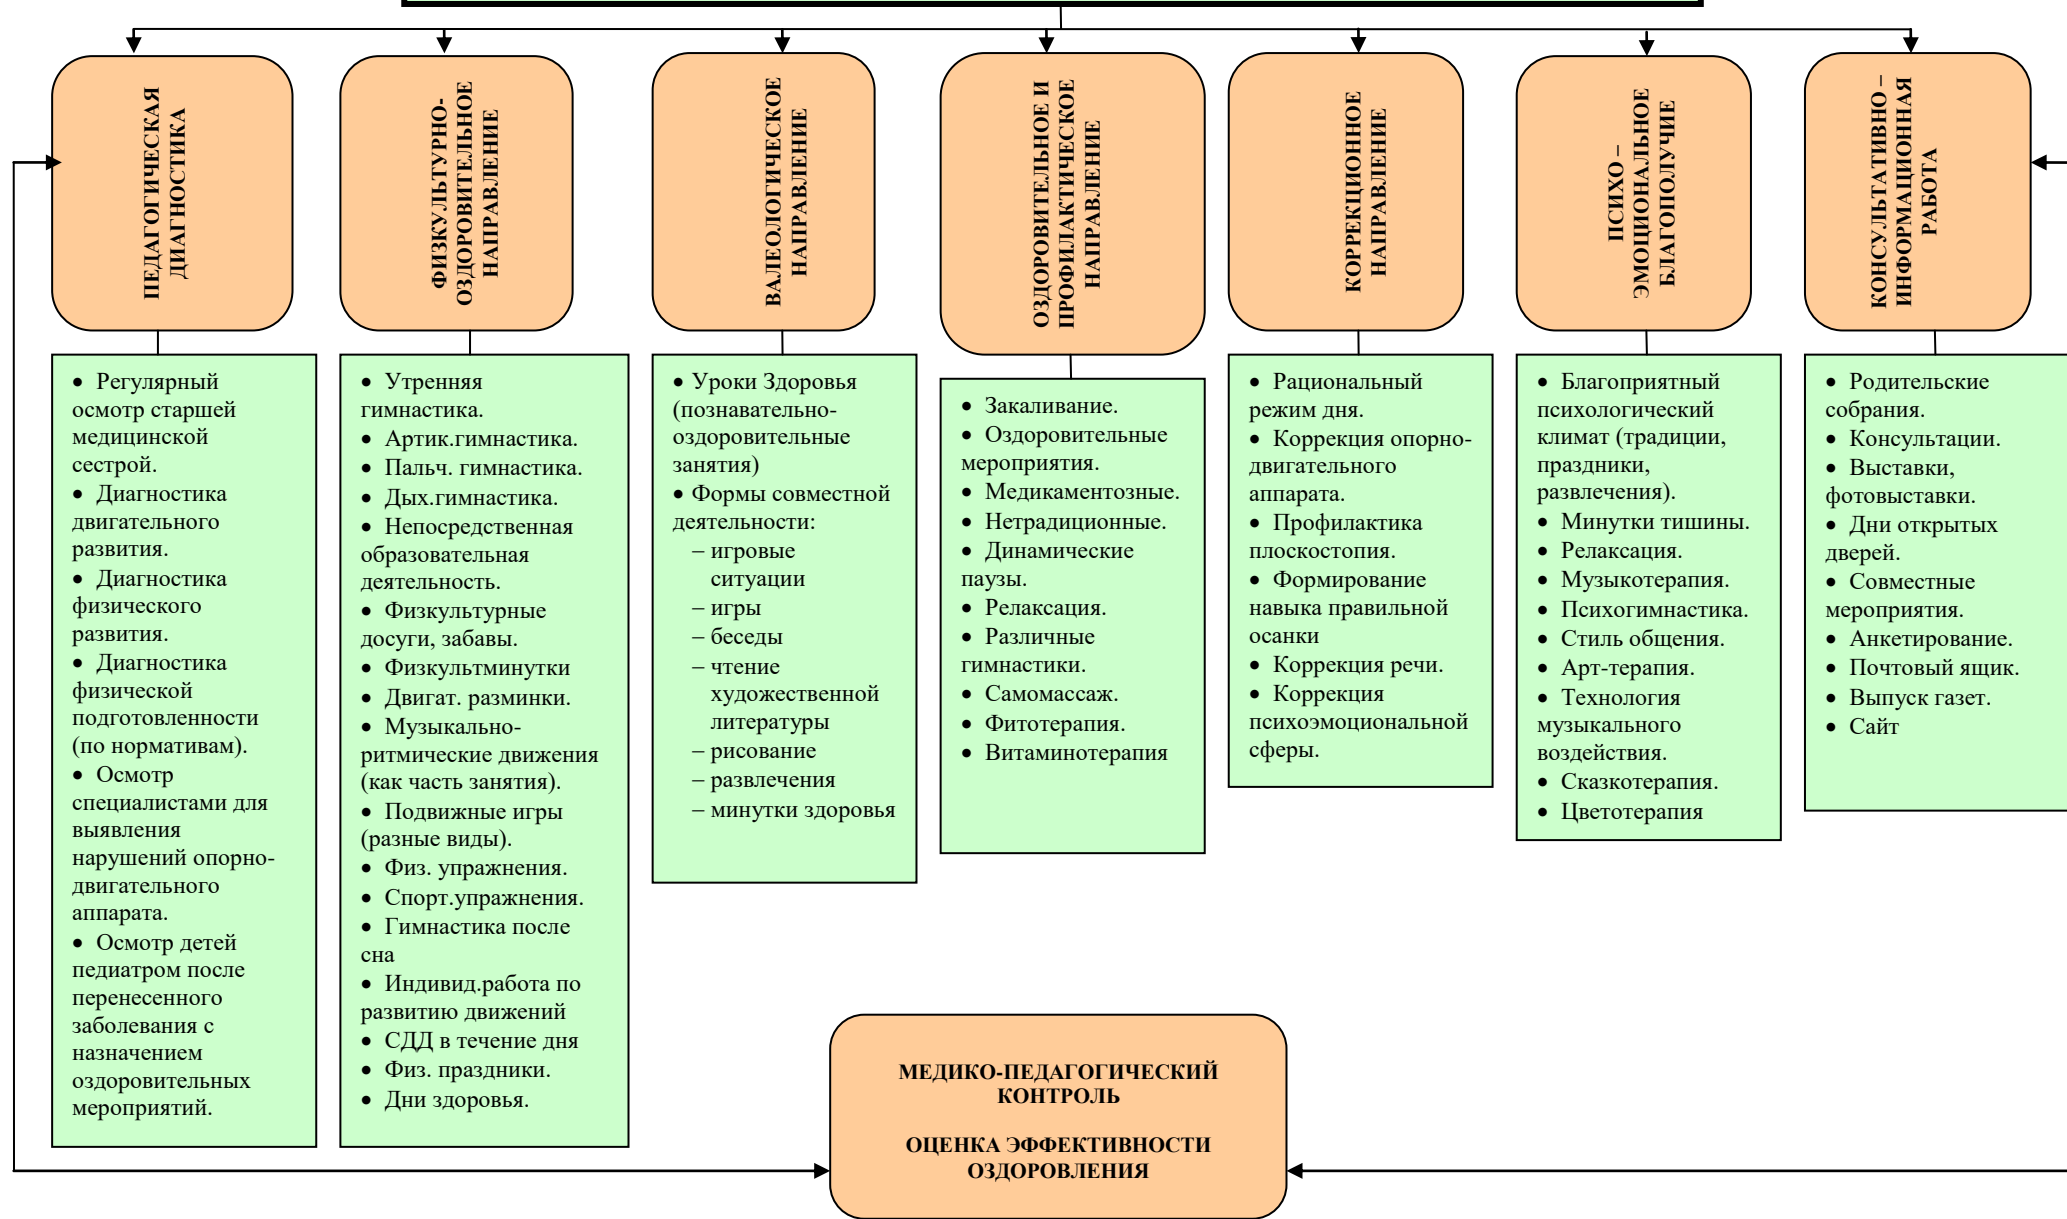 ПЕДАГОГИЧЕСКАЯ
ДИАГНОСТИКА
ФИЗКУЛЬТУРНО-
ОЗДОРОВИТЕЛЬНОЕ
НАПРАВЛЕНИЕ
ВАЛЕОЛОГИЧЕСКОЕ
НАПРАВЛЕНИЕ
ОЗДОРОВИТЕЛЬНОЕ И
ПРОФИЛАКТИЧЕСКОЕ
НАПРАВЛЕНИЕ
КОРРЕКЦИОННОЕ
НАПРАВЛЕНИЕ
ПСИХО –
ЭМОЦИОНАЛЬНОЕ
БЛАГОПОЛУЧИЕ
КОНСУЛЬТАТИВНО –
ИНФОРМАЦИОННАЯ
РАБОТА
• Регулярный
осмотр старшей
медицинской
сестрой.
• Диагностика
двигательного
развития.
• Диагностика
физического
развития.
• Диагностика
физической
подготовленности
(по нормативам).
• Осмотр
специалистами для
выявления
нарушений опорно-
двигательного
аппарата.
• Осмотр детей
педиатром после
перенесенного
заболевания с
назначением
оздоровительных
мероприятий.
• Утренняя
гимнастика.
• Артик.гимнастика.
• Пальч. гимнастика.
• Дых.гимнастика.
• Непосредственная
образовательная
деятельность.
• Физкультурные
досуги, забавы.
• Физкультминутки
• Двигат. разминки.
• Музыкально-
ритмические движения
(как часть занятия).
• Подвижные игры
(разные виды).
• Физ. упражнения.
• Спорт.упражнения.
• Гимнастика после
сна
• Индивид.работа по
развитию движений
• СДД в течение дня
• Физ. праздники.
• Дни здоровья.
• Уроки Здоровья
(познавательно-
оздоровительные
занятия)
• Формы совместной
деятельности:
– игровые
ситуации
– игры
– беседы
– чтение
художественной
литературы
– рисование
– развлечения
– минутки здоровья
• Закаливание.
• Оздоровительные
мероприятия.
• Медикаментозные.
• Нетрадиционные.
• Динамические
паузы.
• Релаксация.
• Различные
гимнастики.
• Самомассаж.
• Фитотерапия.
• Витаминотерапия
• Рациональный
режим дня.
• Коррекция опорно-
двигательного
аппарата.
• Профилактика
плоскостопия.
• Формирование
навыка правильной
осанки
• Коррекция речи.
• Коррекция
психоэмоциональной
сферы.
• Благоприятный
психологический
климат (традиции,
праздники,
развлечения).
• Минутки тишины.
• Релаксация.
• Музыкотерапия.
• Психогимнастика.
• Стиль общения.
• Арт-терапия.
• Технология
музыкального
воздействия.
• Сказкотерапия.
• Цветотерапия
• Родительские
собрания.
• Консультации.
• Выставки,
фотовыставки.
• Дни открытых
дверей.
• Совместные
мероприятия.
• Анкетирование.
• Почтовый ящик.
• Выпуск газет.
• Сайт
МЕДИКО-ПЕДАГОГИЧЕСКИЙ
КОНТРОЛЬ
ОЦЕНКА ЭФФЕКТИВНОСТИ
ОЗДОРОВЛЕНИЯ